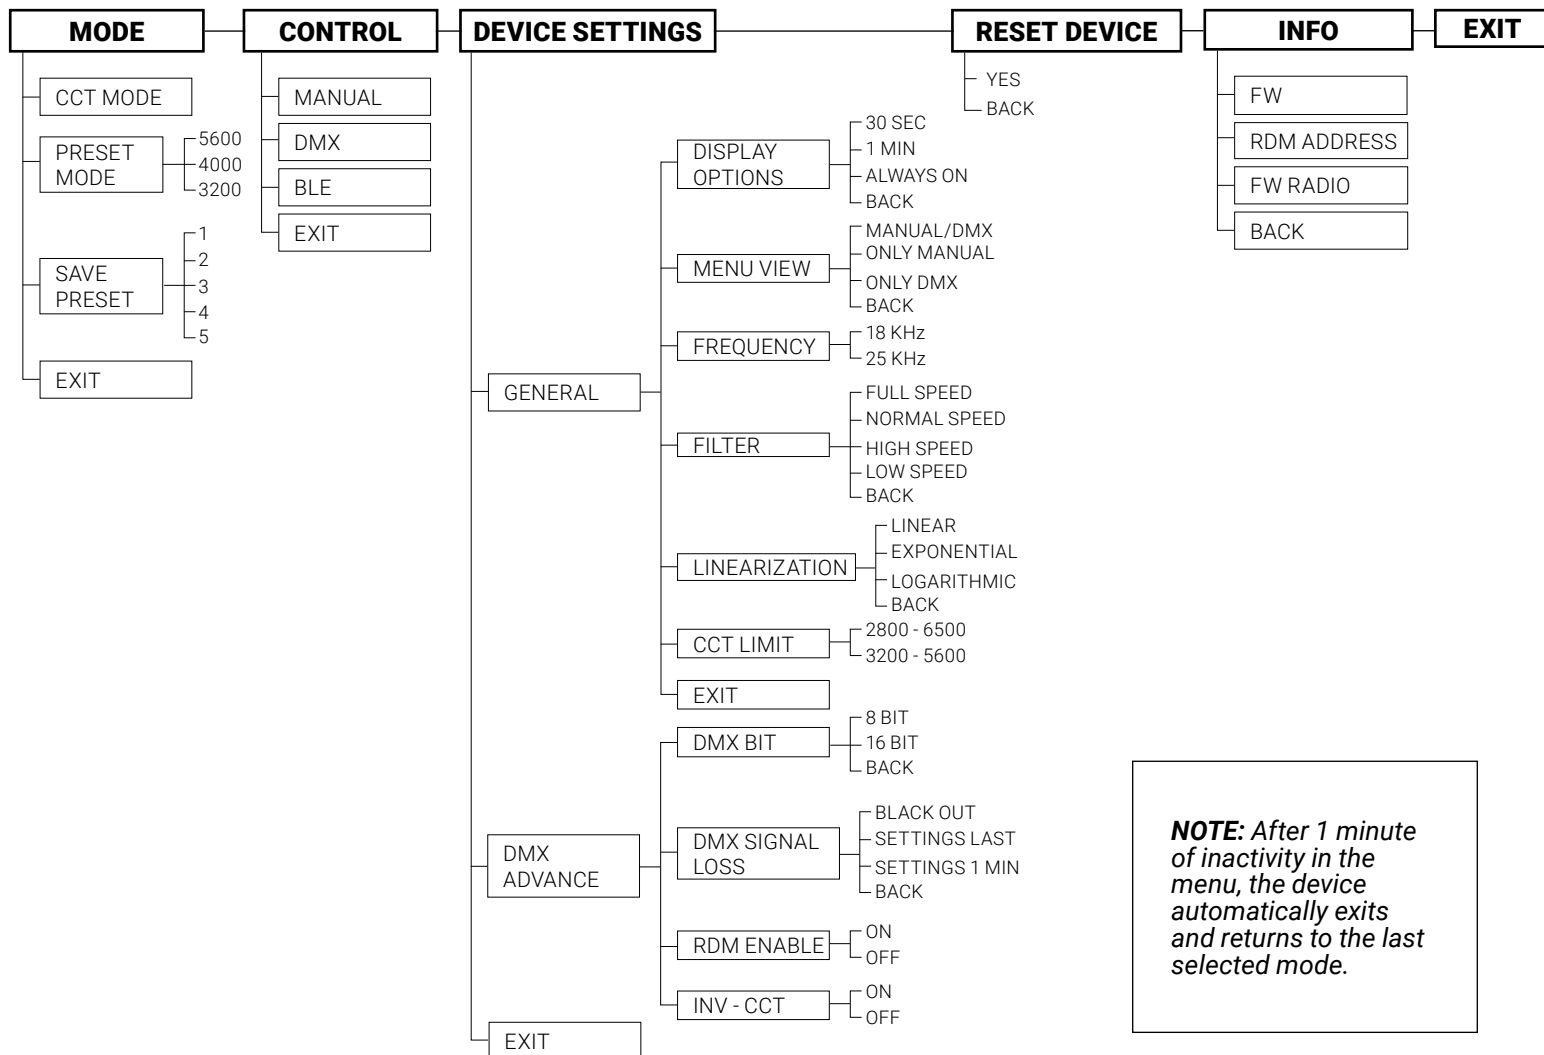 MODE
CONTROL
DEVICE SETTINGS
RESET DEVICE
INFO
EXIT
CCT MODE
PRESET
MODE
5600
4000
3200
SAVE
PRESET
1
2
3
4
5
EXIT
MANUAL
DMX
BLE
EXIT
GENERAL
DISPLAY
OPTIONS
30 SEC
1 MIN
ALWAYS ON
BACK
MENU VIEW
MANUAL/DMX
ONLY MANUAL
ONLY DMX
BACK
FREQUENCY
18 KHz
25 KHz
FILTER
FULL SPEED
NORMAL SPEED
HIGH SPEED
LOW SPEED
BACK
LINEARIZATION
LINEAR
EXPONENTIAL
LOGARITHMIC
BACK
CCT LIMIT
2800 - 6500
3200 - 5600
EXIT
DMX
ADVANCE
DMX BIT
8 BIT
16 BIT
BACK
DMX SIGNAL
LOSS
BLACK OUT
SETTINGS LAST
SETTINGS 1 MIN
BACK
RDM ENABLE
ON
OFF
INV - CCT
ON
OFF
EXIT
YES
BACK
FW
RDM ADDRESS
FW RADIO
BACK
NOTE: After 1 minute
of inactivity in the
menu, the device
automatically exits
and returns to the last
selected mode.